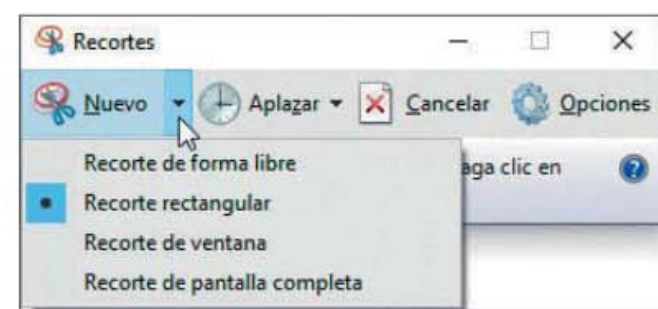 Recortes
Nuevo Aplazar Cancelar Opciones
Recorte de forma libre
aga clic en
Recorte rectangular
Recorte de ventana
Recorte de pantalla completa